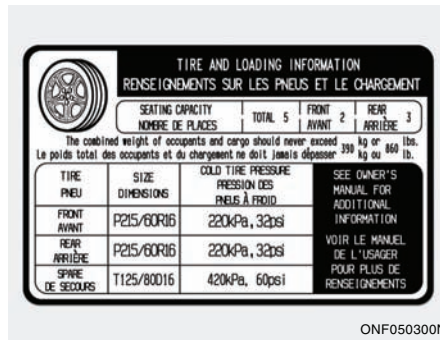 TIRE AND LOADING INFORMATION
RENSEIGNEMENTS SUR LES PNEUS ET LE CHARGEMENT
SEATING CAPACITY
NOMBRE DE PLACES
TOTAL 5
FRONT
AVANT
2
REAR
ARRIÈRE
3
The combined weight of occupants and cargo should never exceed 390 kg or 860 lbs.
Le poids total des occupants et du chargement ne doit jamais dépasser 390 kg ou 860 lb.
TIRE
PNEU
SIZE
DIMENSIONS
COLD TIRE PRESSURE
PRESSION DES
PNEUS À FROID
SEE OWNER'S
MANUAL FOR
ADDITIONAL
INFORMATION
VOIR LE MANUEL
DE L'USAGER
POUR PLUS DE
RENSEIGNEMENTS
FRONT
AVANT
P215/60R16
220kPa, 32psi
REAR
ARRIÈRE
P215/60R16
220kPa, 32psi
SPARE
DE SECOURS
T125/80D16
420kPa, 60psi
ONF050300N